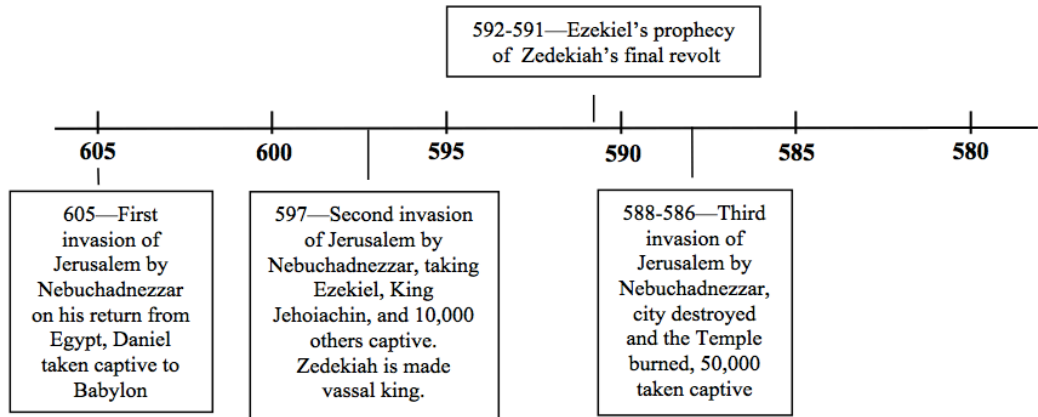 592-591—Ezekiel’s prophecy
of Zedekiah’s final revolt
605
600
595
590
585
580
605—First
invasion of
Jerusalem by
Nebuchadnezzar
on his return from
Egypt, Daniel
taken captive to
Babylon
597—Second invasion
of Jerusalem by
Nebuchadnezzar, taking
Ezekiel, King
Jehoiachin, and 10,000
others captive.
Zedekiah is made
vassal king.
588-586—Third
invasion of
Jerusalem by
Nebuchadnezzar,
city destroyed
and the Temple
burned, 50,000
taken captive